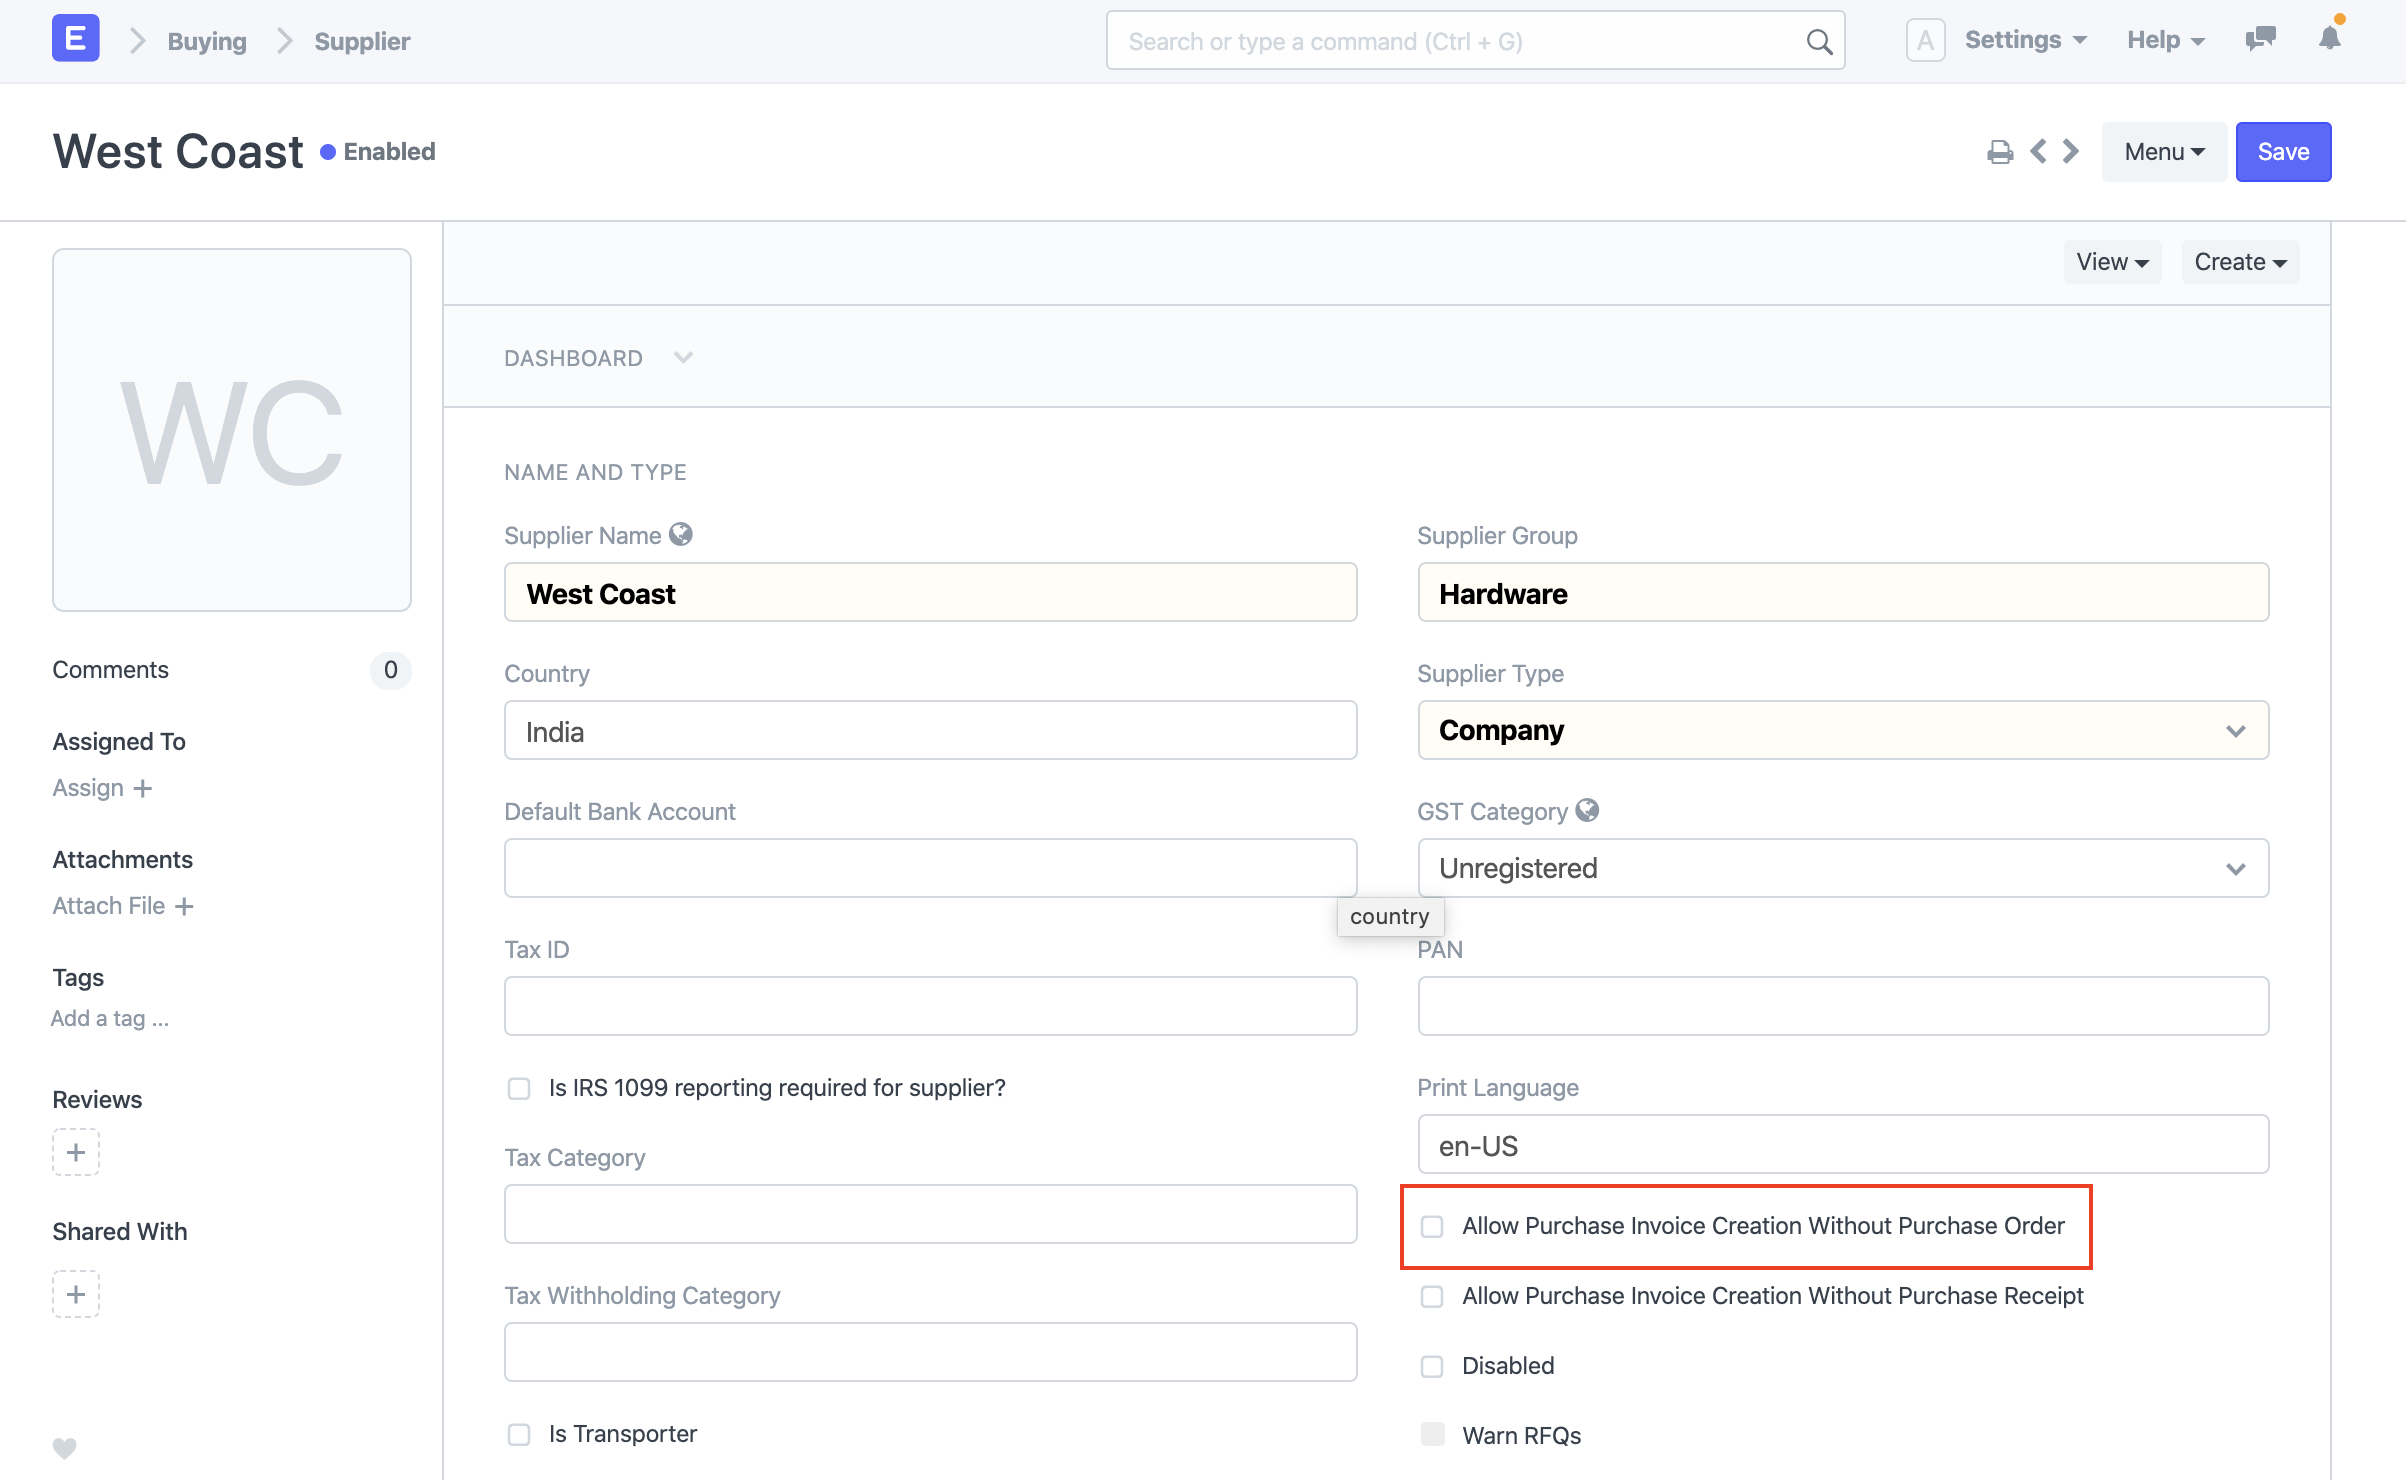 E Buying Supplier Search or type a command (Ctrl + G) A Settings Help
West Coast Enabled Menu Save
View Create
WC
DASHBOARD
NAME AND TYPE
Supplier Name
West Coast
Supplier Group
Hardware
Comments 0
Country
India
Supplier Type
Company
Assigned To
Assign +
Default Bank Account
GST Category
Unregistered
Attachments
Attach File +
country
Tax ID
PAN
Tags
Add a tag ...
Is IRS 1099 reporting required for supplier?
Print Language
en-US
Reviews
+
Tax Category
Allow Purchase Invoice Creation Without Purchase Order
Shared With
+
Tax Withholding Category
Allow Purchase Invoice Creation Without Purchase Receipt
Disabled
Is Transporter
Warn RFQs